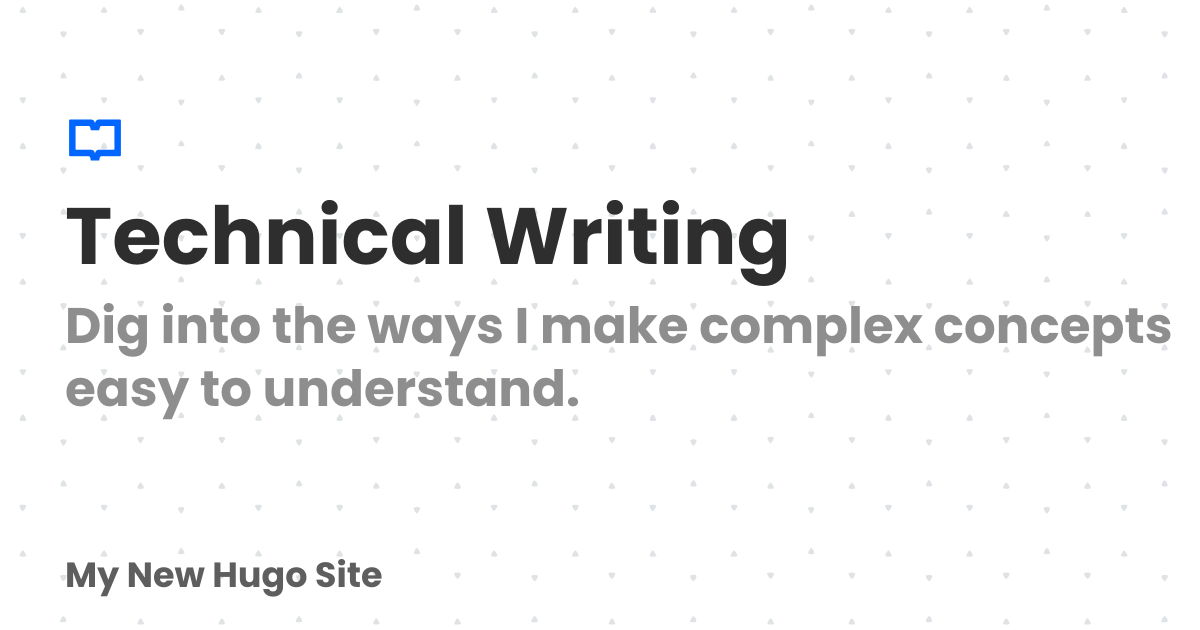 Technical Writing
Dig into the ways I make complex concepts
easy to understand.
My New Hugo Site